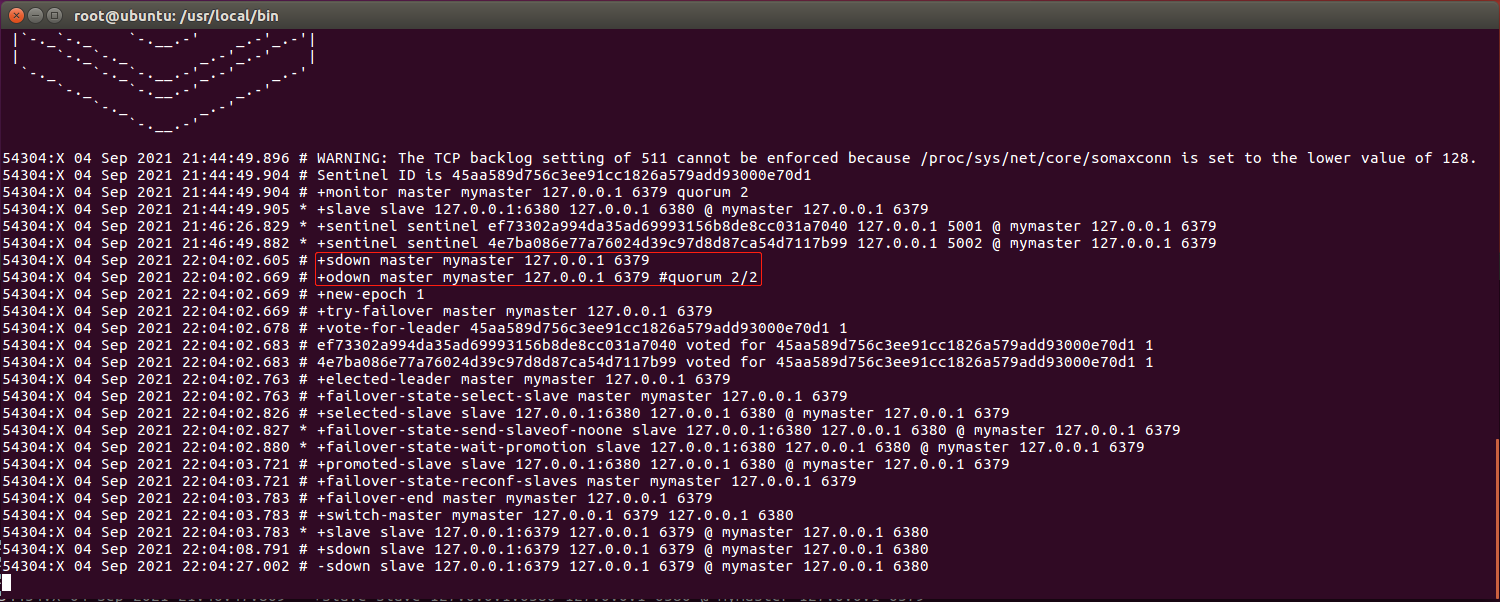 root@ubuntu: /usr/local/bin
54304:X 04 Sep 2021 21:44:49.896 # WARNING: The TCP backlog setting of 511 cannot be enforced because /proc/sys/net/core/somaxconn is set to the lower value of 128.
54304:X 04 Sep 2021 21:44:49.904 # Sentinel ID is 45aa589d756c3ee91cc1826a579add93000e70d1
54304:X 04 Sep 2021 21:44:49.904 # +monitor master mymaster 127.0.0.1 6379 quorum 2
54304:X 04 Sep 2021 21:44:49.905 * +slave slave 127.0.0.1:6380 127.0.0.1 6380 @ mymaster 127.0.0.1 6379
54304:X 04 Sep 2021 21:46:26.829 * +sentinel sentinel ef73302a994da35ad69993156b8de8cc031a7040 127.0.0.1 5001 @ mymaster 127.0.0.1 6379
54304:X 04 Sep 2021 21:46:49.882 * +sentinel sentinel 4e7ba086e77a76024d39c97d8d87ca54d7117b99 127.0.0.1 5002 @ mymaster 127.0.0.1 6379
54304:X 04 Sep 2021 22:04:02.605 # +sdown master mymaster 127.0.0.1 6379
54304:X 04 Sep 2021 22:04:02.669 # +odown master mymaster 127.0.0.1 6379 #quorum 2/2
54304:X 04 Sep 2021 22:04:02.669 # +new-epoch 1
54304:X 04 Sep 2021 22:04:02.669 # +try-failover master mymaster 127.0.0.1 6379
54304:X 04 Sep 2021 22:04:02.678 # +vote-for-leader 45aa589d756c3ee91cc1826a579add93000e70d1 1
54304:X 04 Sep 2021 22:04:02.683 # ef73302a994da35ad69993156b8de8cc031a7040 voted for 45aa589d756c3ee91cc1826a579add93000e70d1 1
54304:X 04 Sep 2021 22:04:02.683 # 4e7ba086e77a76024d39c97d8d87ca54d7117b99 voted for 45aa589d756c3ee91cc1826a579add93000e70d1 1
54304:X 04 Sep 2021 22:04:02.763 # +elected-leader master mymaster 127.0.0.1 6379
54304:X 04 Sep 2021 22:04:02.763 # +failover-state-select-slave master mymaster 127.0.0.1 6379
54304:X 04 Sep 2021 22:04:02.826 # +selected-slave slave 127.0.0.1:6380 127.0.0.1 6380 @ mymaster 127.0.0.1 6379
54304:X 04 Sep 2021 22:04:02.827 * +failover-state-send-slaveof-noone slave 127.0.0.1:6380 127.0.0.1 6380 @ mymaster 127.0.0.1 6379
54304:X 04 Sep 2021 22:04:02.880 * +failover-state-wait-promotion slave 127.0.0.1:6380 127.0.0.1 6380 @ mymaster 127.0.0.1 6379
54304:X 04 Sep 2021 22:04:03.721 # +promoted-slave slave 127.0.0.1:6380 127.0.0.1 6380 @ mymaster 127.0.0.1 6379
54304:X 04 Sep 2021 22:04:03.721 # +failover-state-reconf-slaves master mymaster 127.0.0.1 6379
54304:X 04 Sep 2021 22:04:03.783 # +failover-end master mymaster 127.0.0.1 6379
54304:X 04 Sep 2021 22:04:03.783 # +switch-master mymaster 127.0.0.1 6379 127.0.0.1 6380
54304:X 04 Sep 2021 22:04:03.783 * +slave slave 127.0.0.1:6379 127.0.0.1 6379 @ mymaster 127.0.0.1 6380
54304:X 04 Sep 2021 22:04:08.791 # +sdown slave 127.0.0.1:6379 127.0.0.1 6379 @ mymaster 127.0.0.1 6380
54304:X 04 Sep 2021 22:04:27.002 # -sdown slave 127.0.0.1:6379 127.0.0.1 6379 @ mymaster 127.0.0.1 6380